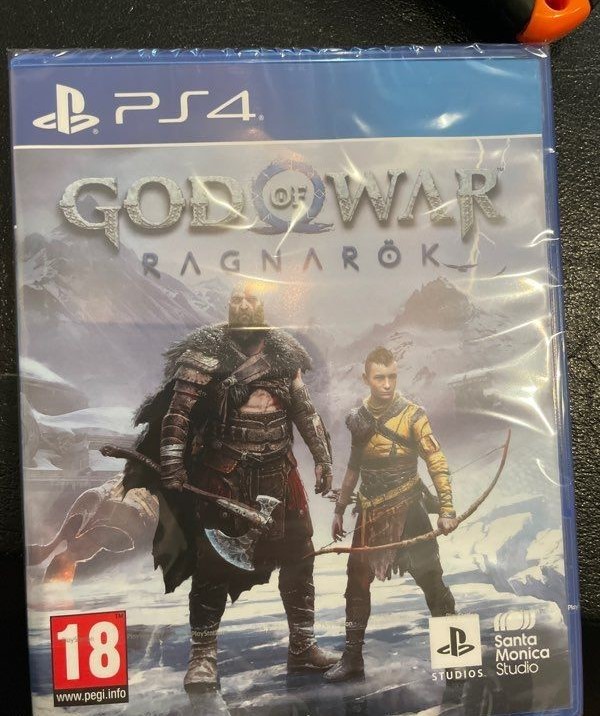 PS4
GOD OF WAR
RAGNARÖK
18
www.pegi.info
STUDIOS
Santa
Monica
Studio